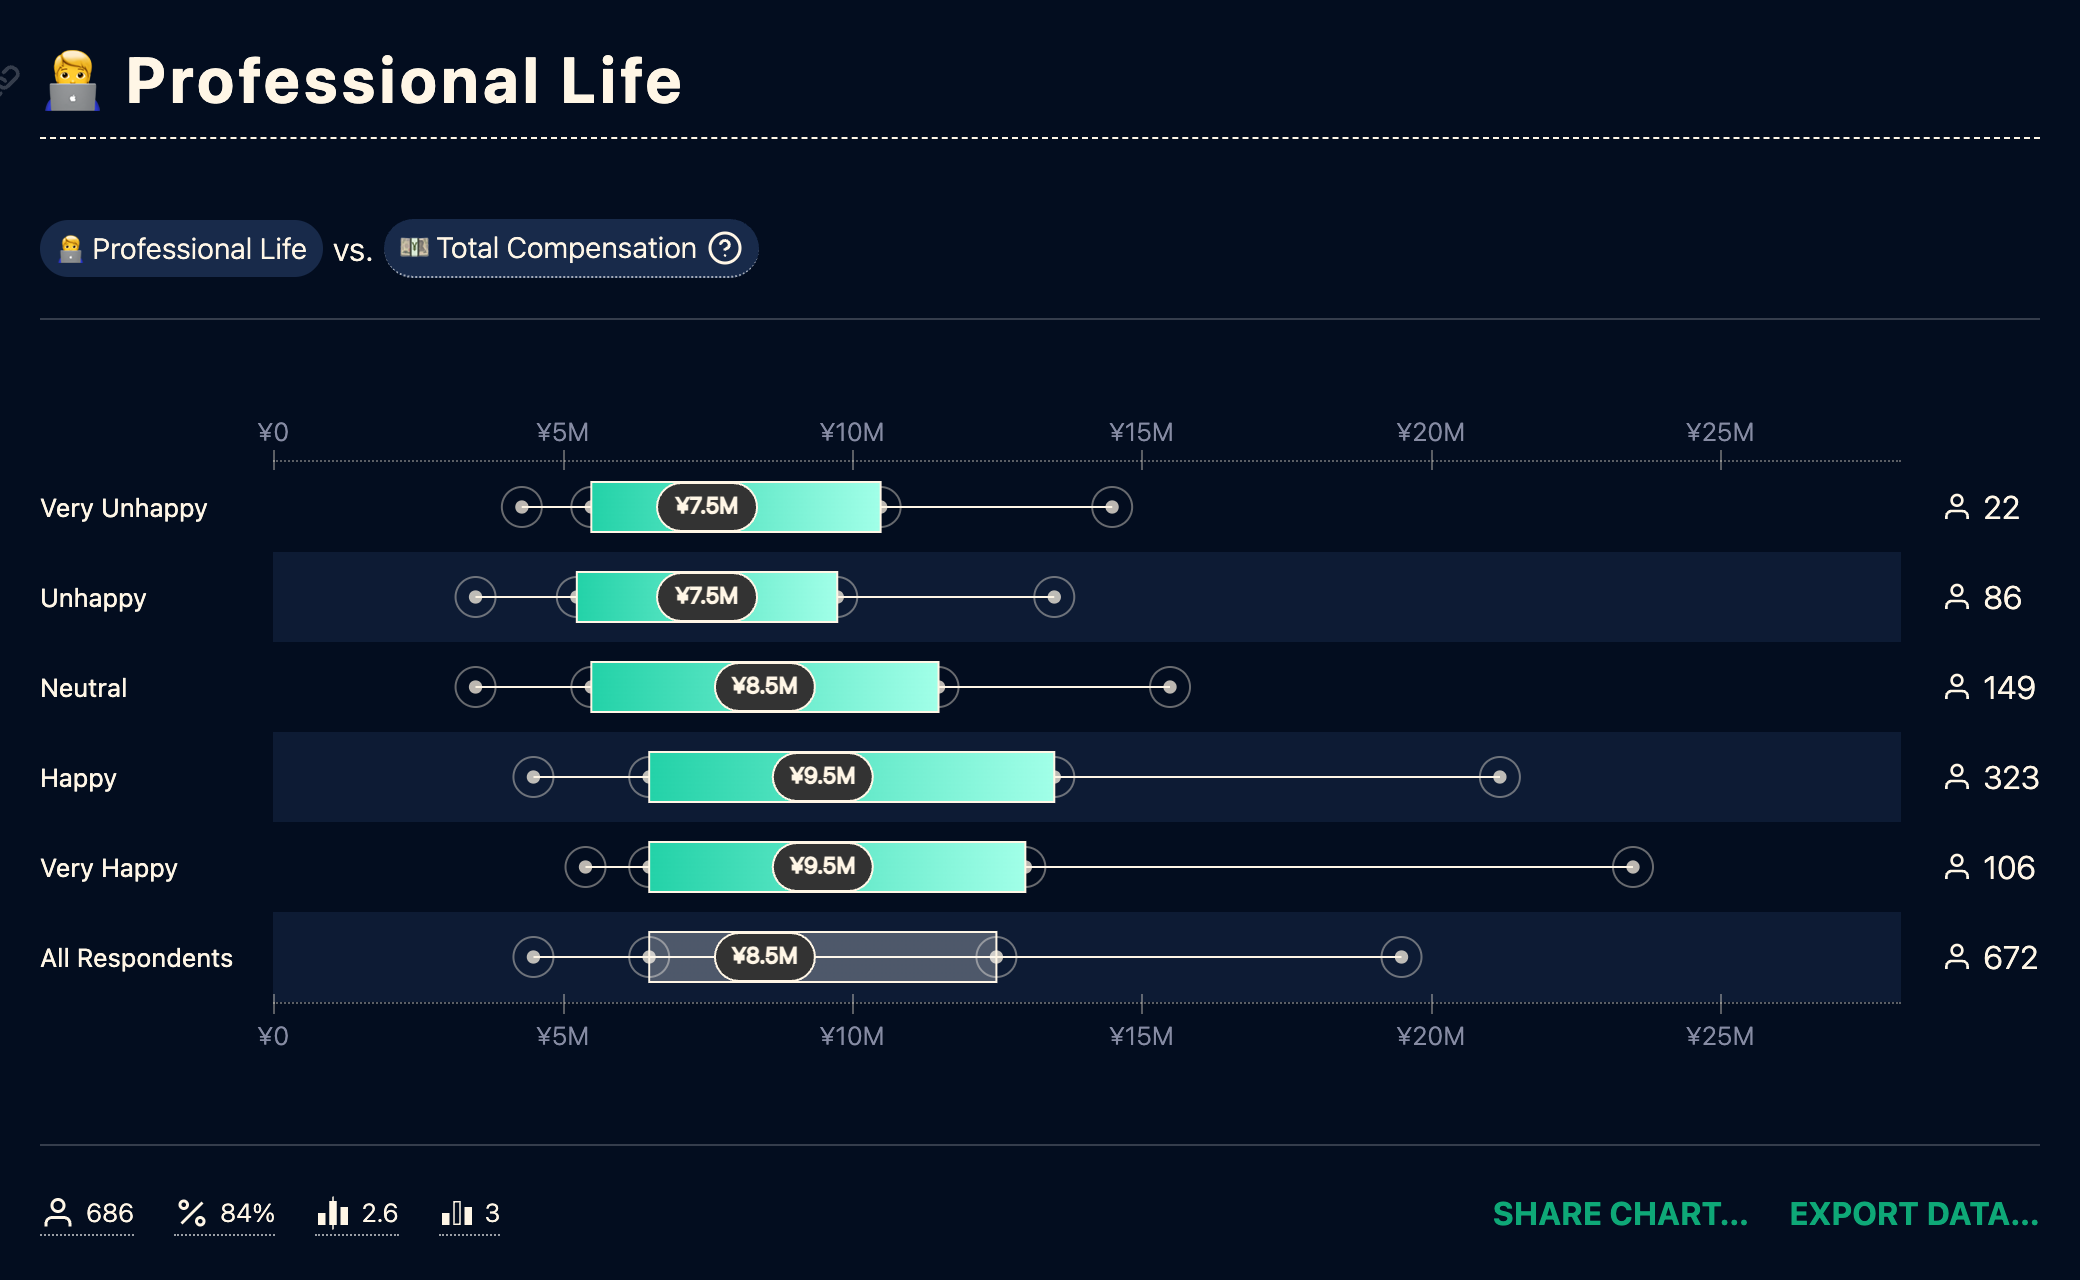 Professional Life
Professional Life vs. Total Compensation ?
¥0 ¥5M ¥10M ¥15M ¥20M ¥25M
Very Unhappy ¥7.5M 22
Unhappy ¥7.5M 86
Neutral ¥8.5M 149
Happy ¥9.5M 323
Very Happy ¥9.5M 106
All Respondents ¥8.5M 672
¥0 ¥5M ¥10M ¥15M ¥20M ¥25M
686 % 84% 2.6 3 SHARE CHART... EXPORT DATA...